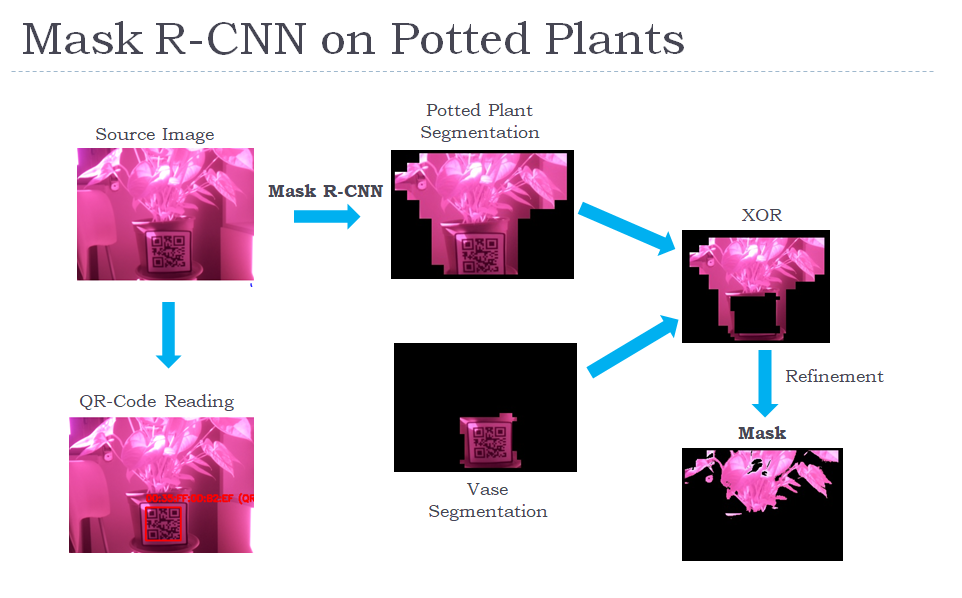 Mask R-CNN on Potted Plants
Source Image
Mask R-CNN
Potted Plant
Segmentation
XOR
Refinement
Mask
QR-Code Reading
Vase
Segmentation